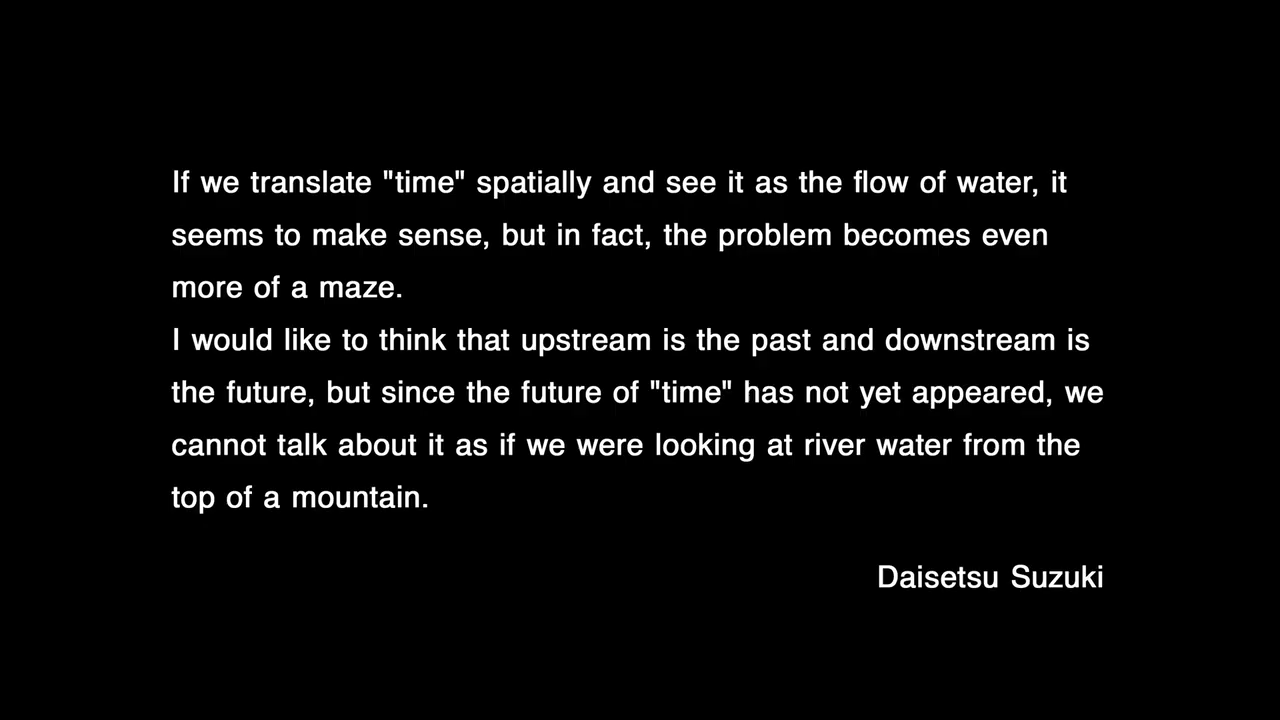 If we translate "time" spatially and see it as the flow of water, it
seems to make sense, but in fact, the problem becomes even
more of a maze.
I would like to think that upstream is the past and downstream is
the future, but since the future of "time" has not yet appeared, we
cannot talk about it as if we were looking at river water from the
top of a mountain.
Daisetsu Suzuki